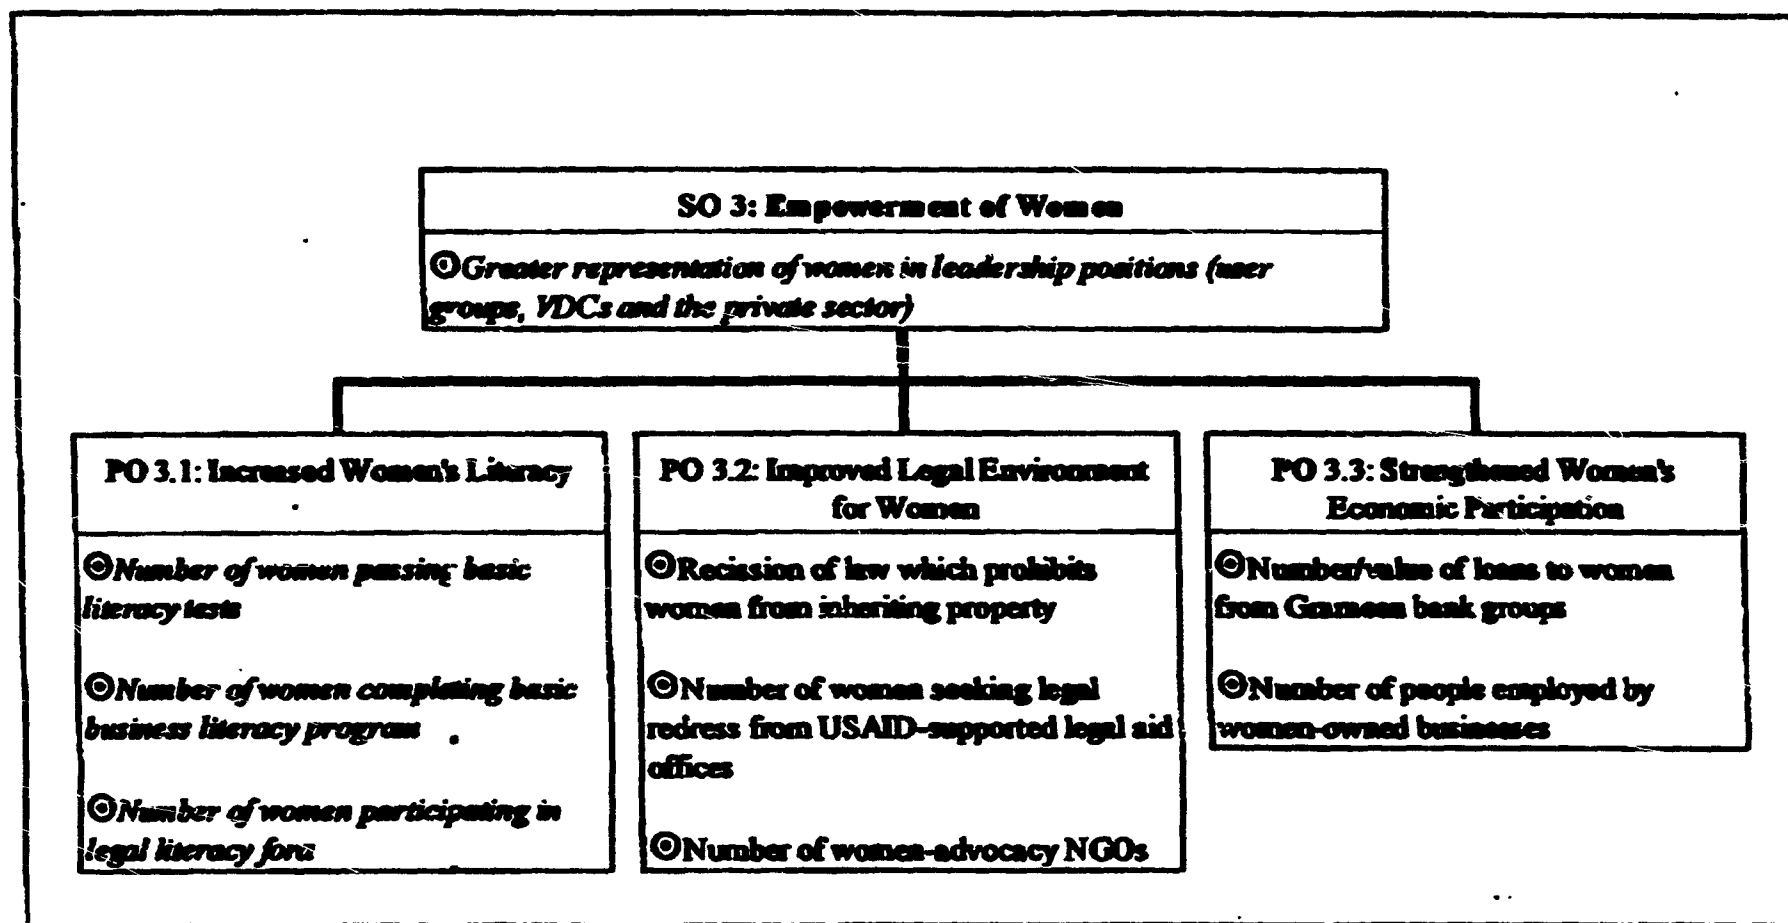 SO 3: Empowerment of Women
⊙Greater representation of women in leadership positions (user
groups, VDCs and the private sector)
PO 3.1: Increased Women's Literacy
⊙Number of women passing basic
literacy tests
⊙Number of women completing basic
business literacy program
⊙Number of women participating in
legal literacy fora
PO 3.2: Improved Legal Environment
for Women
⊙Recission of law which prohibits
women from inheriting property
⊙Number of women seeking legal
redress from USAID-supported legal aid
offices
⊙Number of women-advocacy NGOs
PO 3.3: Strengthened Women's
Economic Participation
⊙Number/value of loans to women
from Grameen bank groups
⊙Number of people employed by
women-owned businesses